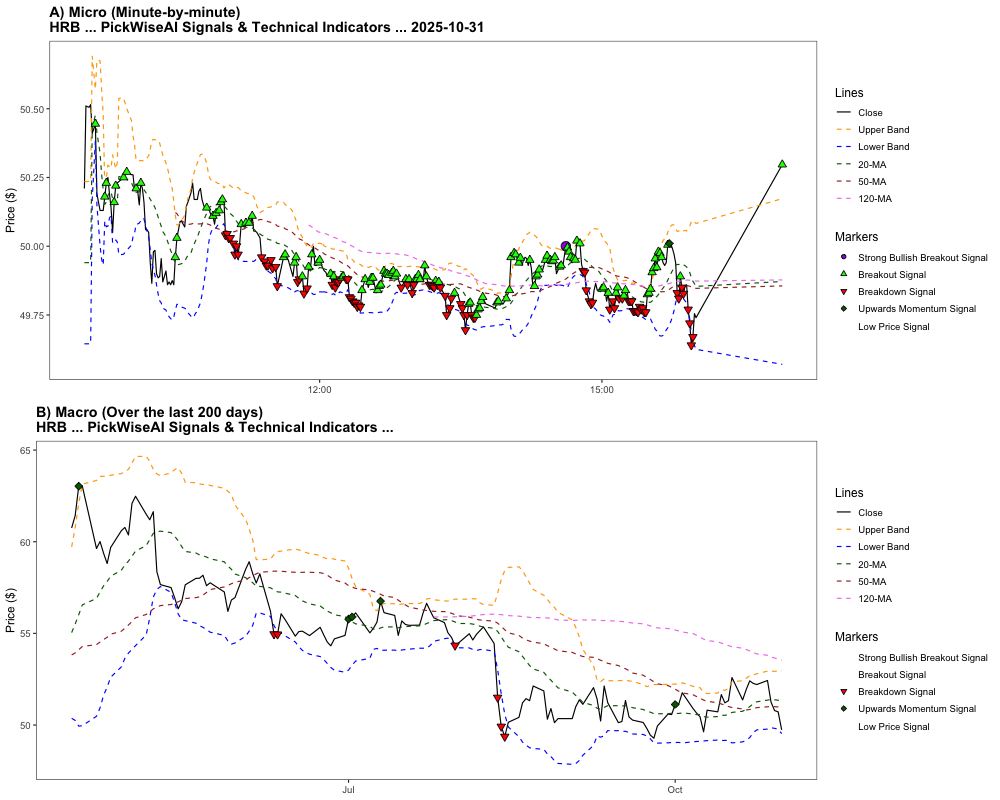 A) Micro (Minute-by-minute)
HRB ... PickWiseAI Signals & Technical Indicators ... 2025-10-31
Price ($)
50.50
50.25
50.00
49.75
12:00
15:00
Lines
Close
Upper Band
Lower Band
20-MA
50-MA
120-MA
Markers
Strong Bullish Breakout Signal
Breakout Signal
Breakdown Signal
Upwards Momentum Signal
Low Price Signal
B) Macro (Over the last 200 days)
HRB ... PickWiseAI Signals & Technical Indicators ...
Price ($)
65
60
55
50
Jul
Oct
Lines
Close
Upper Band
Lower Band
20-MA
50-MA
120-MA
Markers
Strong Bullish Breakout Signal
Breakout Signal
Breakdown Signal
Upwards Momentum Signal
Low Price Signal